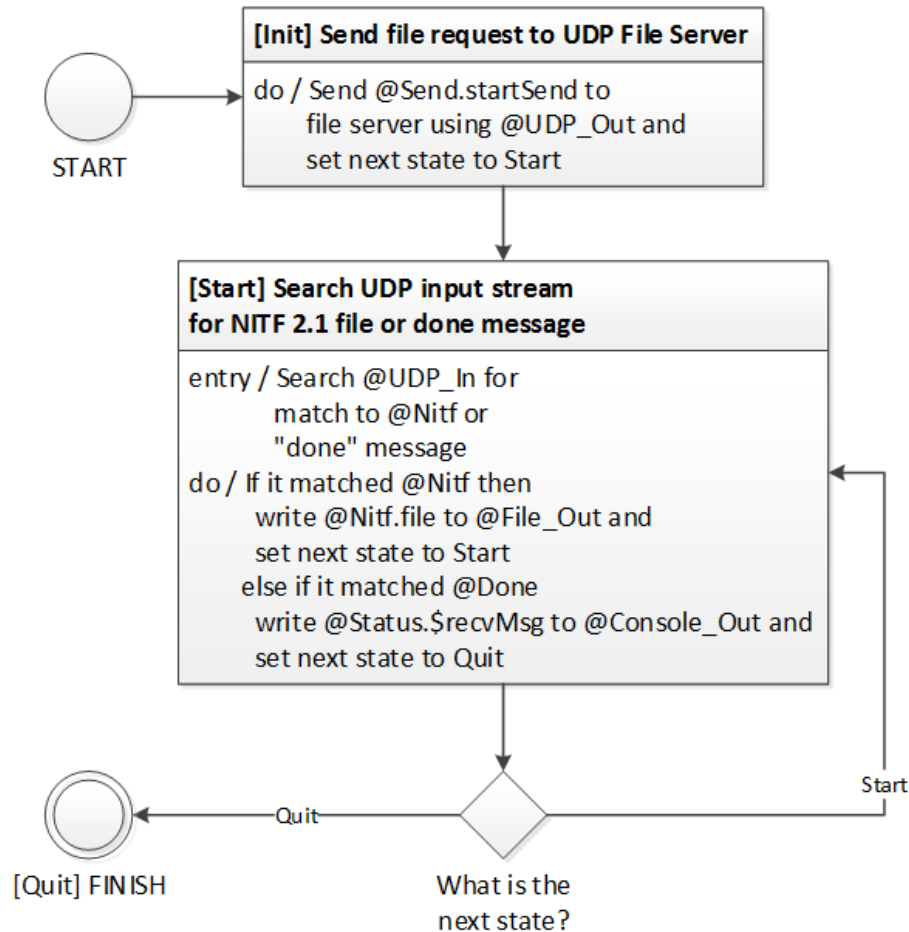 [Init] Send file request to UDP File Server
do / Send @Send.startSend to
file server using @UDP_Out and
set next state to Start
START
[Start] Search UDP input stream
for NITF 2.1 file or done message
entry / Search @UDP_In for
match to @Nitf or
"done" message
do / If it matched @Nitf then
write @Nitf.file to @File_Out and
set next state to Start
else if it matched @Done
write @Status.$recvMsg to @Console_Out and
set next state to Quit
Start
Quit
[Quit] FINISH
What is the
next state?